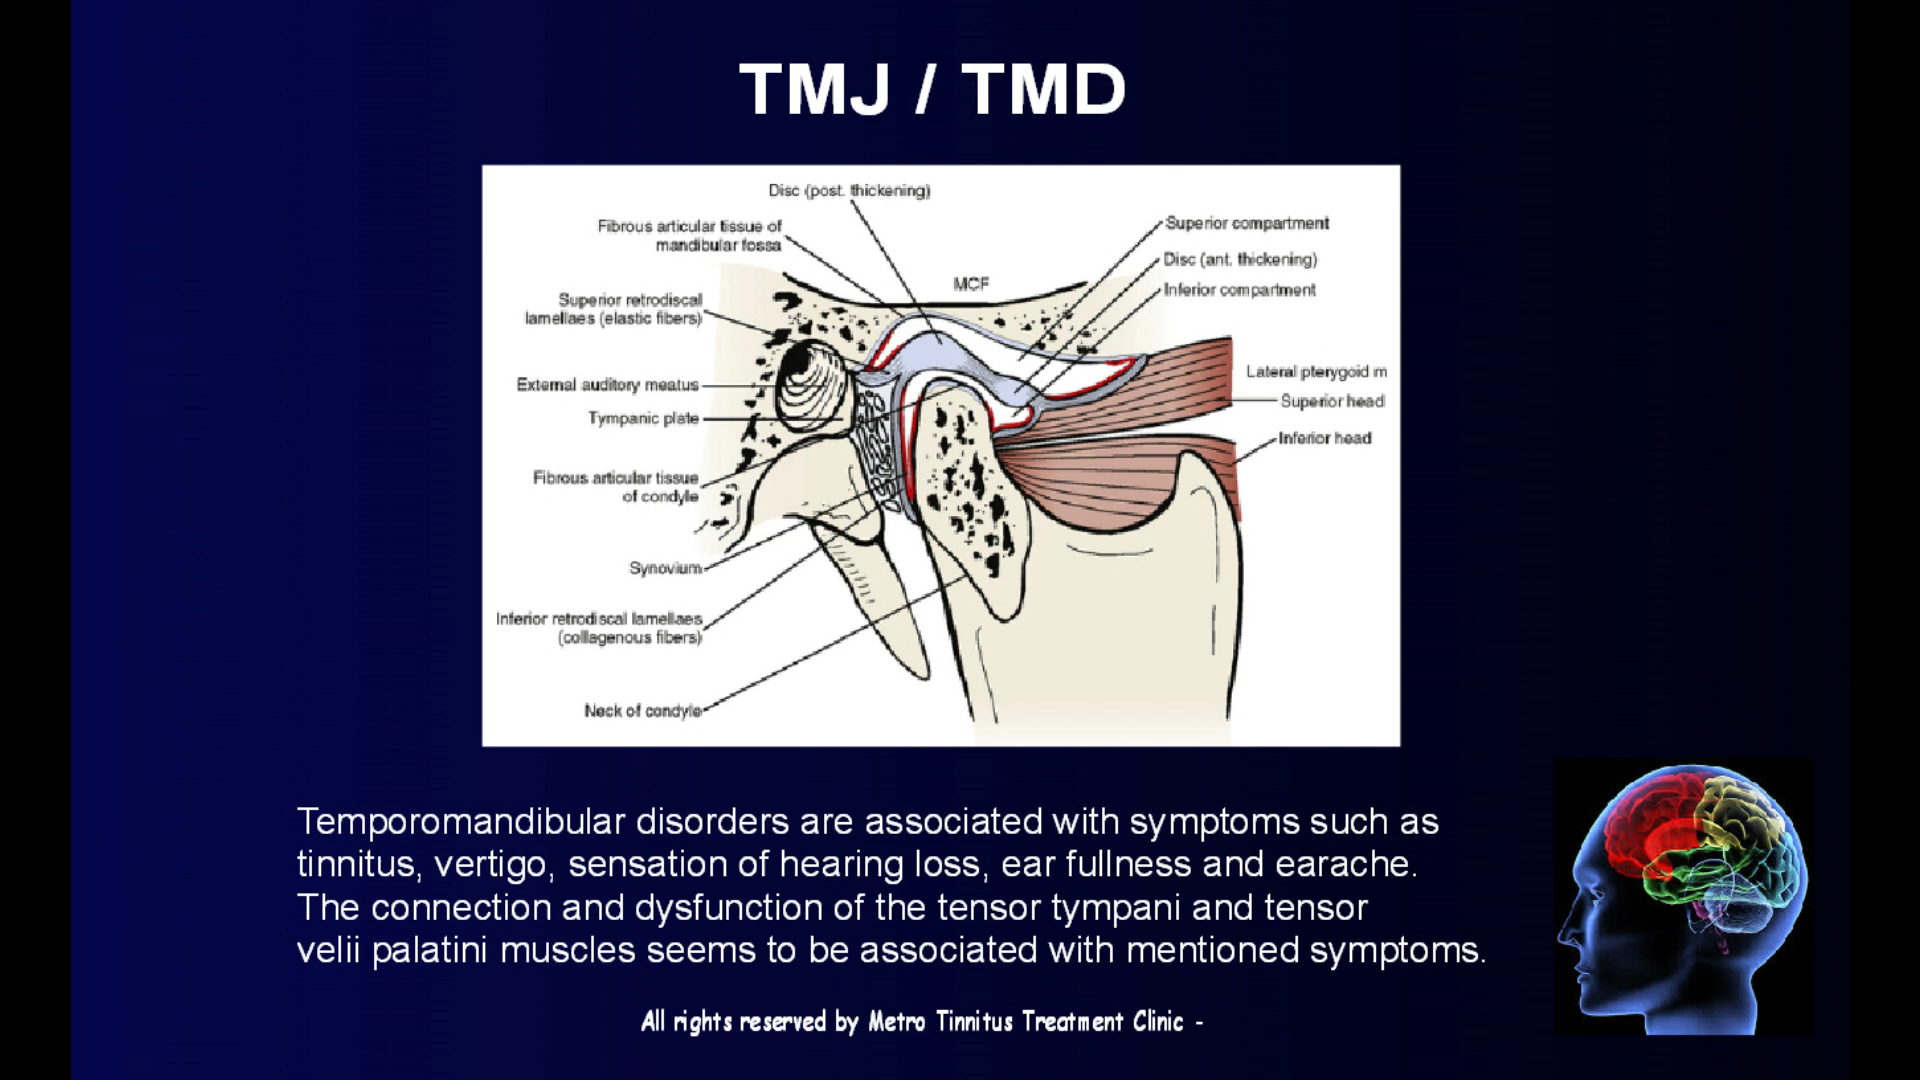 TMJ / TMD
Disc (post. thickening)
Fibrous articular tissue of
mandibular fossa
Superior compartment
Disc (ant. thickening)
MCF
Inferior compartment
Superior retrodiscal
lamellaes (elastic fibers)
External auditory meatus
Lateral pterygoid m
Superior head
Tympanic plate
Inferior head
Fibrous articular tissue
of condyle
Synovium
Inferior retrodiscal lamellaes
(collagenous fibers)
Neck of condyle
Temporomandibular disorders are associated with symptoms such as
tinnitus, vertigo, sensation of hearing loss, ear fullness and earache.
The connection and dysfunction of the tensor tympani and tensor
velii palatini muscles seems to be associated with mentioned symptoms.
All rights reserved by Metro Tinnitus Treatment Clinic -